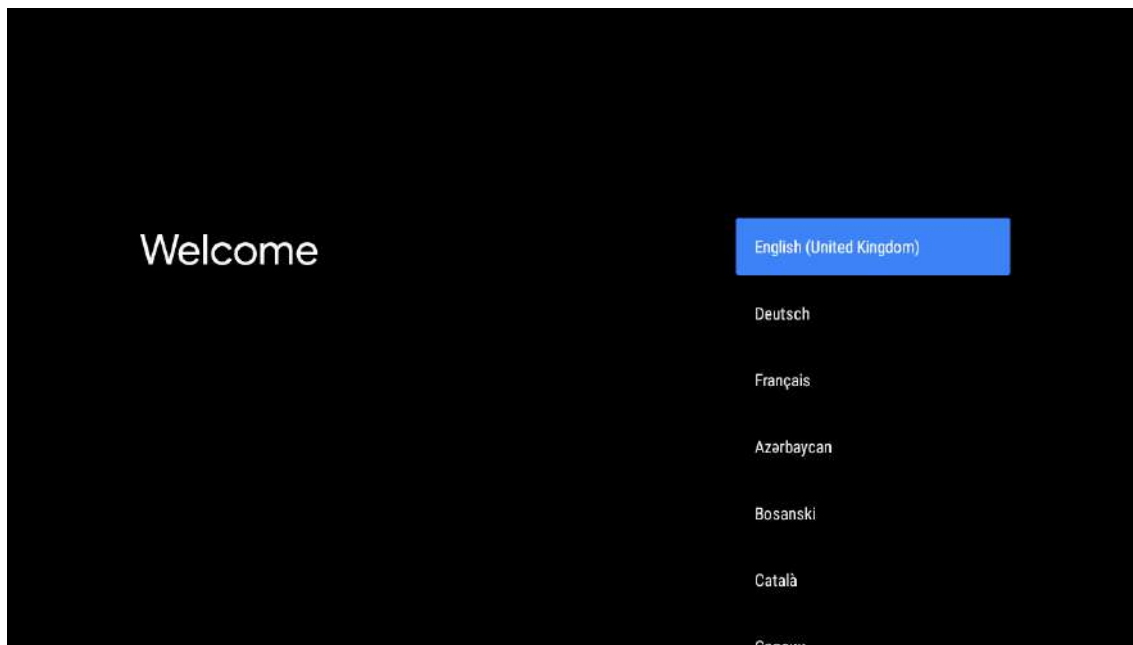 Welcome
English (United Kingdom)
Deutsch
Français
Azərbaycan
Bosanski
Català